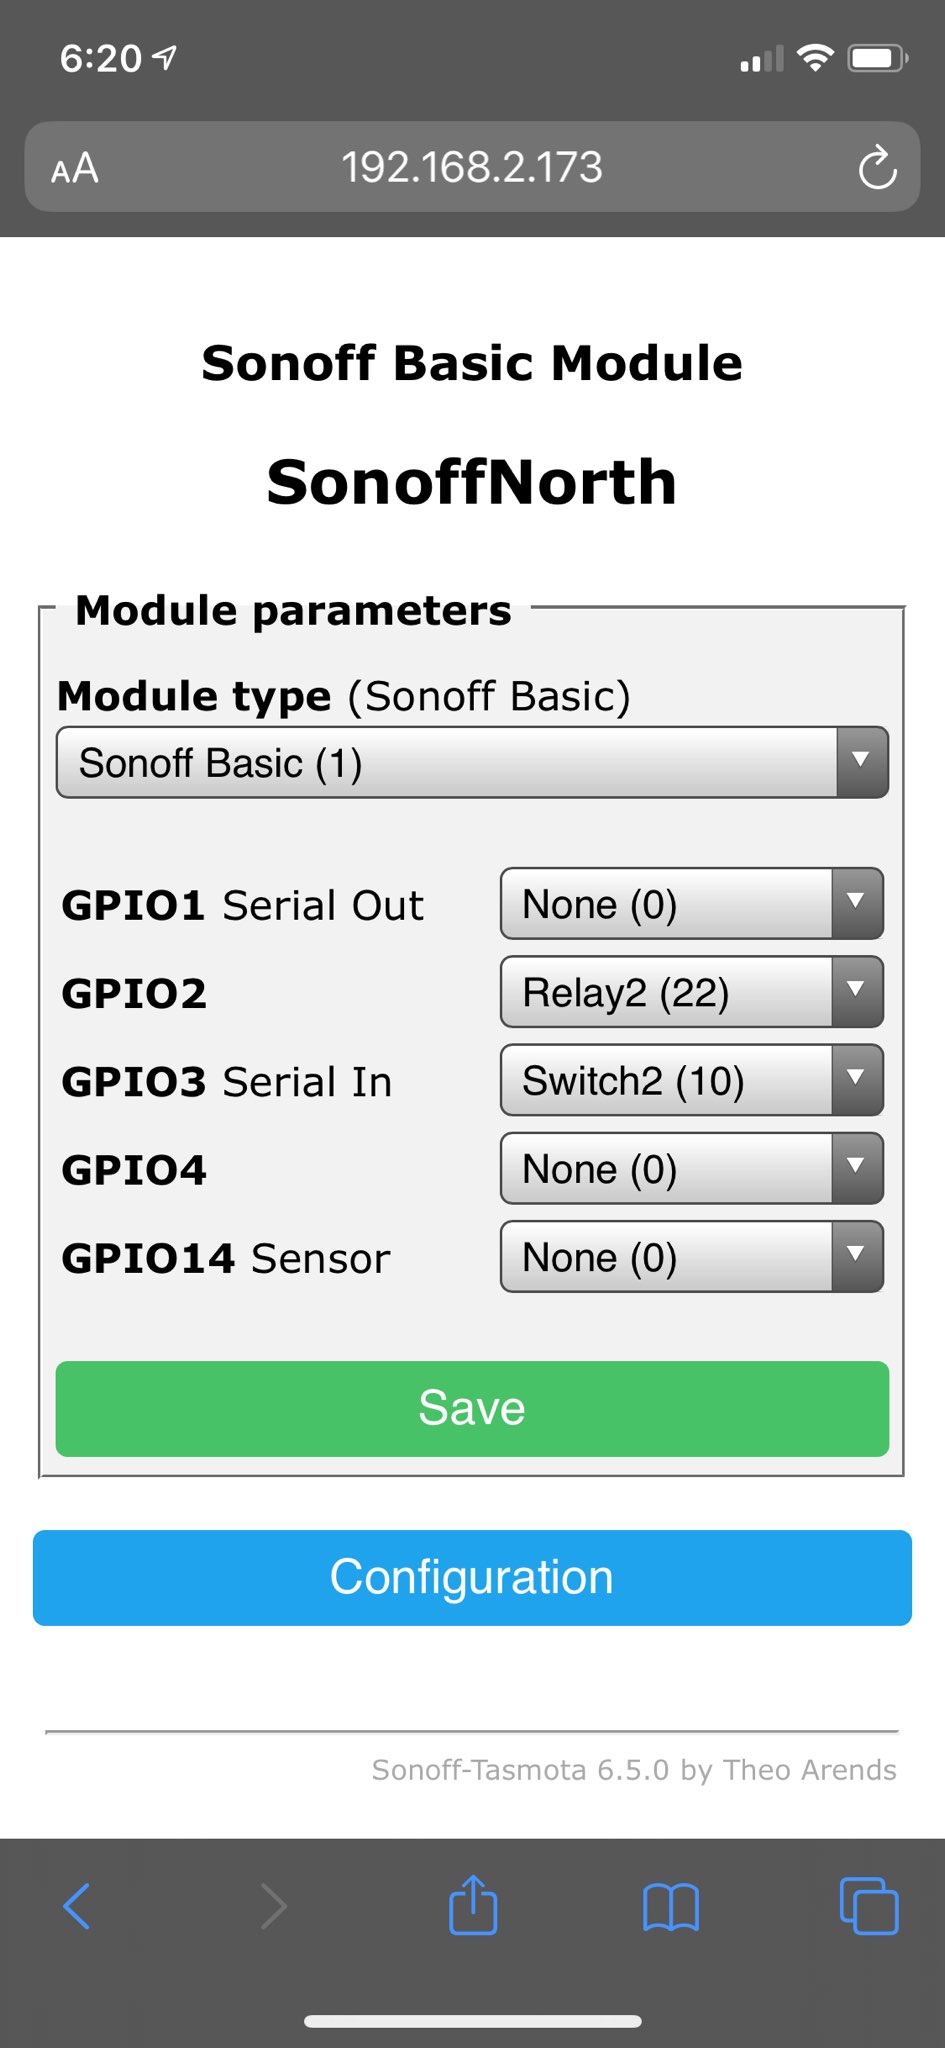 6:20
AA 192.168.2.173
Sonoff Basic Module
SonoffNorth
Module parameters
Module type (Sonoff Basic)
Sonoff Basic (1)
GPIO1 Serial Out None (0)
GPIO2 Relay2 (22)
GPIO3 Serial In Switch2 (10)
GPIO4 None (0)
GPIO14 Sensor None (0)
Save
Configuration
Sonoff-Tasmota 6.5.0 by Theo Arends